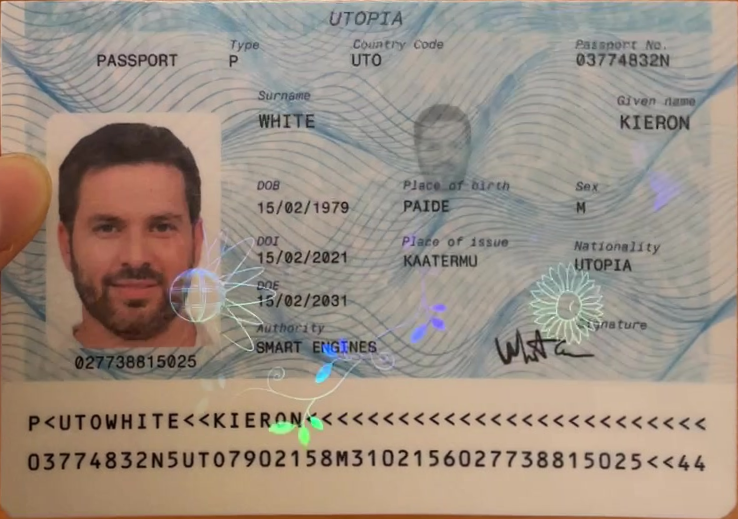 UTOPIA
PASSPORT
Type
P
Country Code
UTO
Passport No.
03774832N
Surname
WHITE
Given name
KIERON
DOB
15/02/1979
Place of birth
PAIDE
Sex
M
DOI
15/02/2021
Place of issue
KAATERMU
Nationality
UTOPIA
DOE
15/02/2031
Authority
SMART ENGINES
Signature
027738815025
P<UTOWHITE<<KIERON<<<<<<<<<<<<<<<<<<<<<<<<<<
03774832N5UTO7902158M3102156027738815025<<44